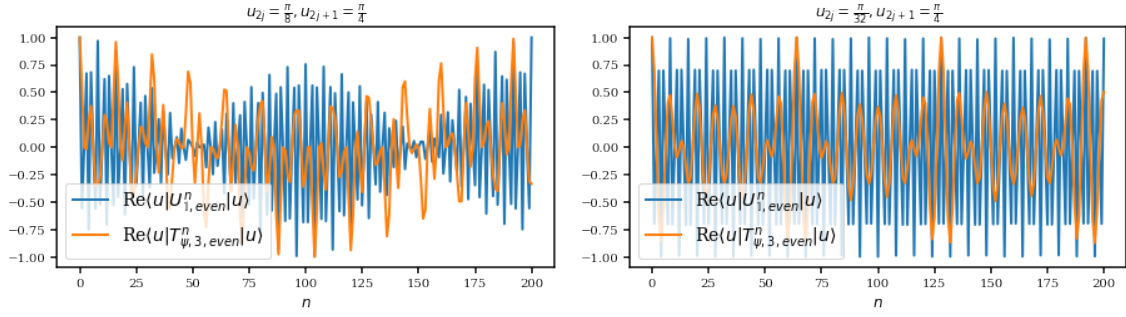 u_{2j} = π/8, u_{2j+1} = π/4
1.00
0.75
0.50
0.25
0.00
−0.25
−0.50
−0.75
−1.00
Re⟨u|U^n_{𝟙,even}|u⟩
Re⟨u|T^n_{ψ,3,even}|u⟩
0 25 50 75 100 125 150 175 200
n
u_{2j} = π/32, u_{2j+1} = π/4
1.00
0.75
0.50
0.25
0.00
−0.25
−0.50
−0.75
−1.00
Re⟨u|U^n_{𝟙,even}|u⟩
Re⟨u|T^n_{ψ,3,even}|u⟩
0 25 50 75 100 125 150 175 200
n